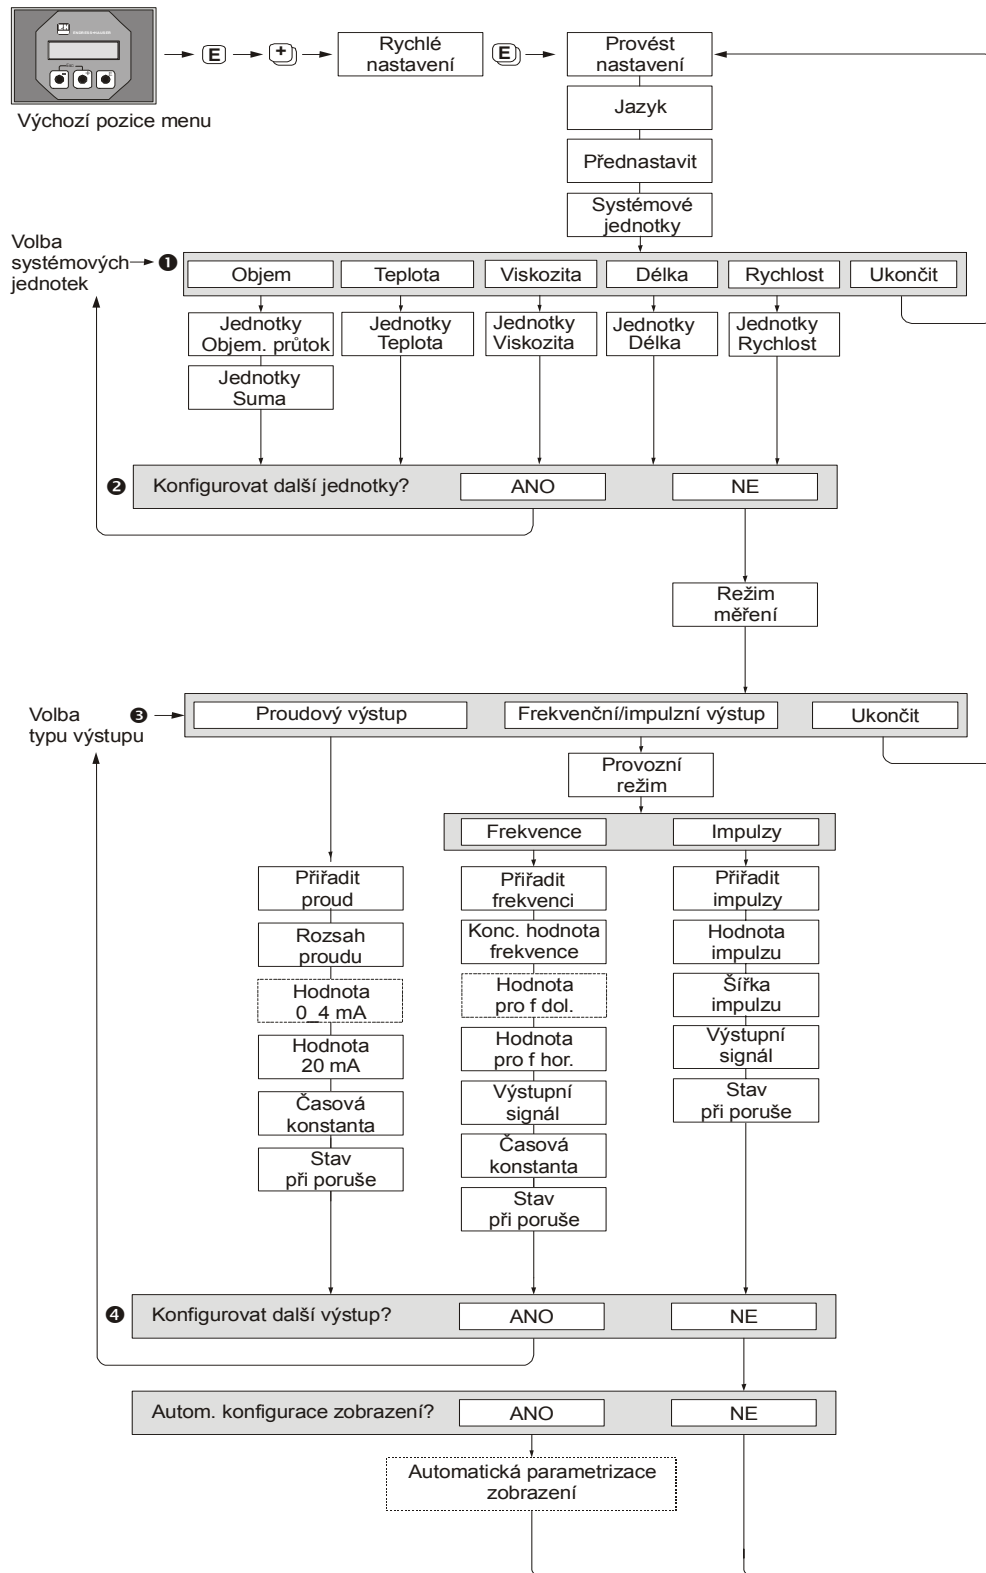 E
+
Rychlé
nastavení
E
Provést
nastavení
Výchozí pozice menu
Esc
Jazyk
Přednastavit
Systémové
jednotky
Volba
systémových
jednotek
❶
Objem
Teplota
Viskozita
Délka
Rychlost
Ukončit
Jednotky
Objem. průtok
Jednotky
Teplota
Jednotky
Viskozita
Jednotky
Délka
Jednotky
Rychlost
Jednotky
Suma
❷
Konfigurovat další jednotky?
ANO
NE
Režim
měření
Volba
typu výstupu
❸
Proudový výstup
Frekvenční/impulzní výstup
Ukončit
Provozní
režim
Frekvence
Impulzy
Přiřadit
proud
Rozsah
proudu
Hodnota
0_4 mA
Hodnota
20 mA
Časová
konstanta
Stav
při poruše
Přiřadit
frekvenci
Konc. hodnota
frekvence
Hodnota
pro f dol.
Hodnota
pro f hor.
Výstupní
signál
Časová
konstanta
Stav
při poruše
Přiřadit
impulzy
Hodnota
impulzu
Šířka
impulzu
Výstupní
signál
Stav
při poruše
❹
Konfigurovat další výstup?
ANO
NE
Autom. konfigurace zobrazení?
ANO
NE
Automatická parametrizace
zobrazení